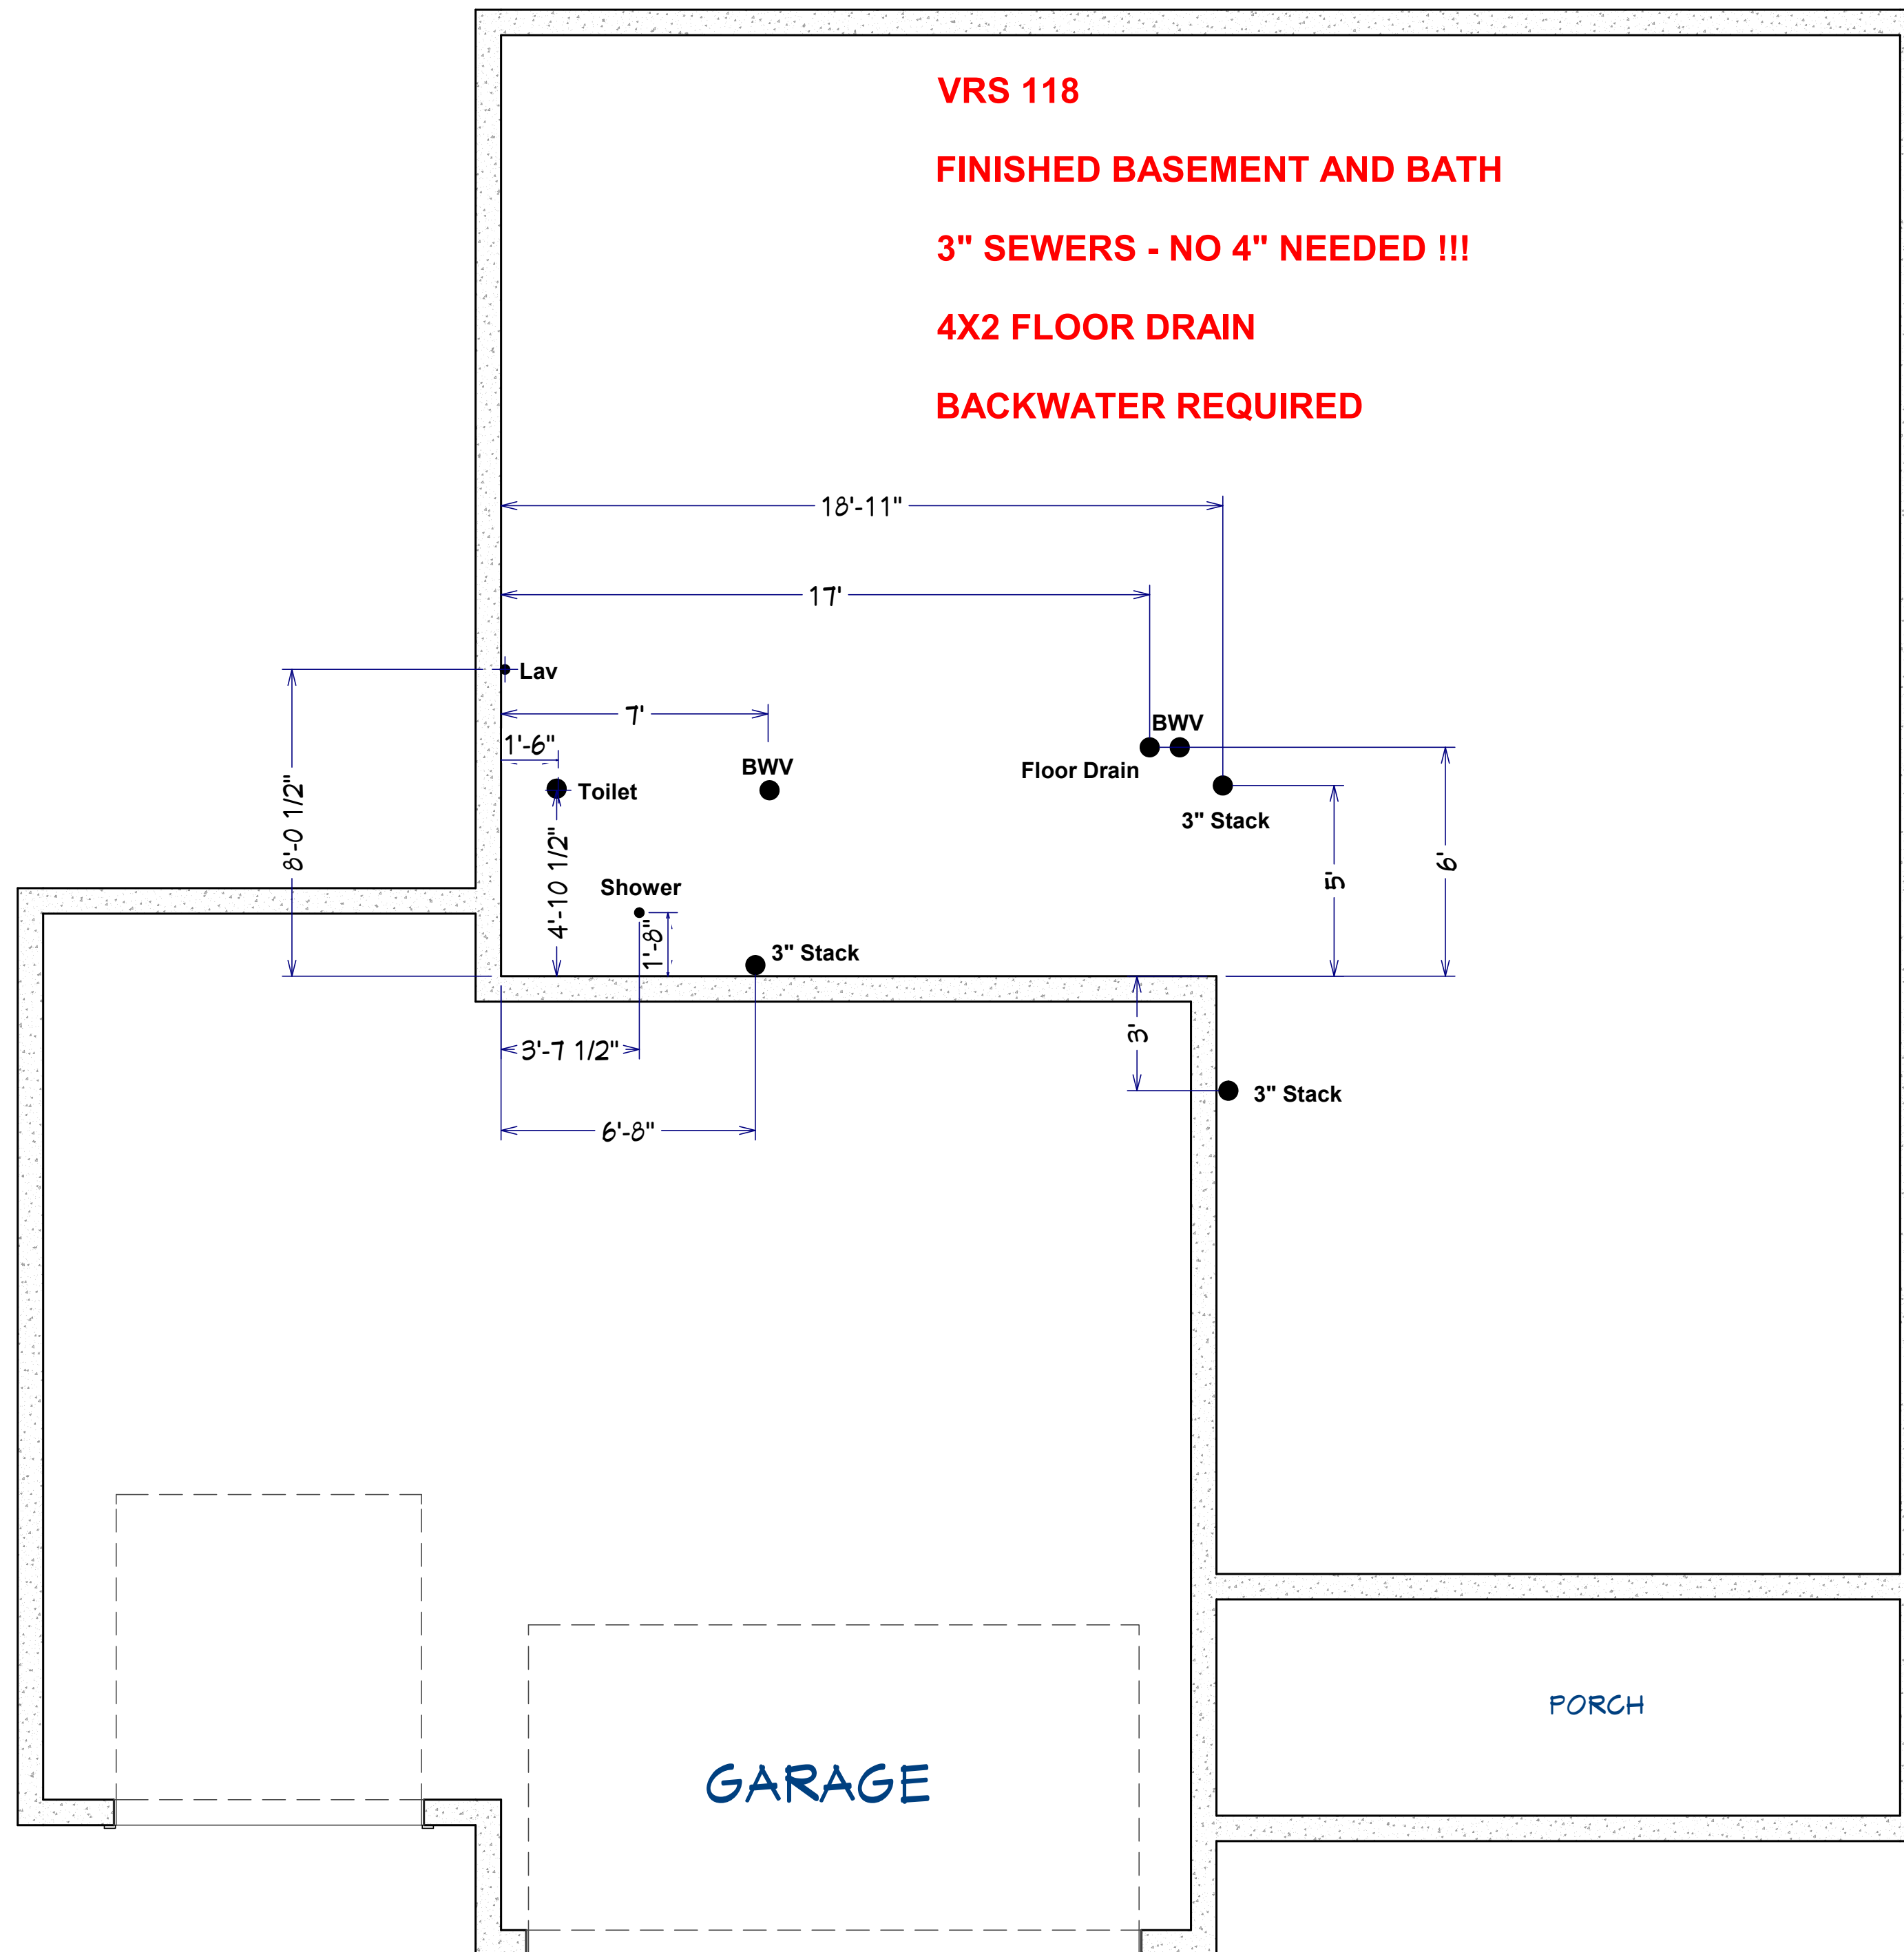 VRS 118
FINISHED BASEMENT AND BATH
3" SEWERS - NO 4" NEEDED !!!
4X2 FLOOR DRAIN
BACKWATER REQUIRED
18'-11"
17'
Lav
7'
BWV
1'-6"
BWV
Floor Drain
Toilet
3" Stack
8'-0 1/2"
4'-10 1/2"
5'
6'
Shower
1'-8"
3" Stack
3'
3'-7 1/2"
3" Stack
6'-8"
PORCH
GARAGE